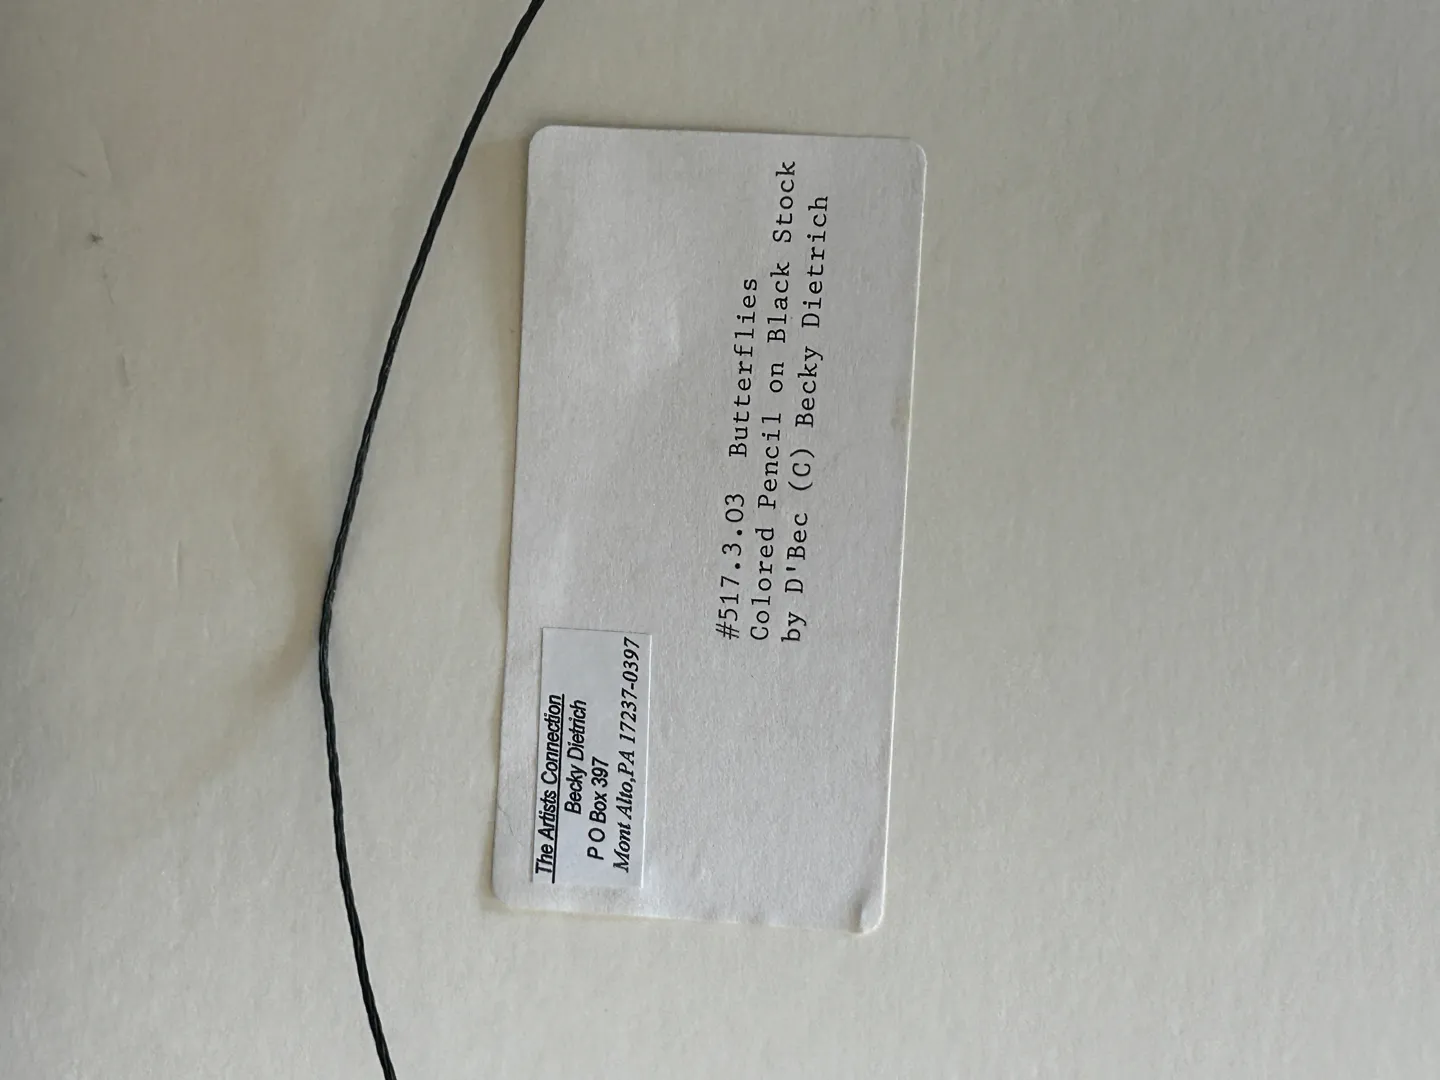 The Artists Connection
Becky Dietrich
P O Box 397
Mont Alto,PA 17237-0397
#517.3.03 Butterflies
Colored Pencil on Black Stock
by D'Bec (C) Becky Dietrich